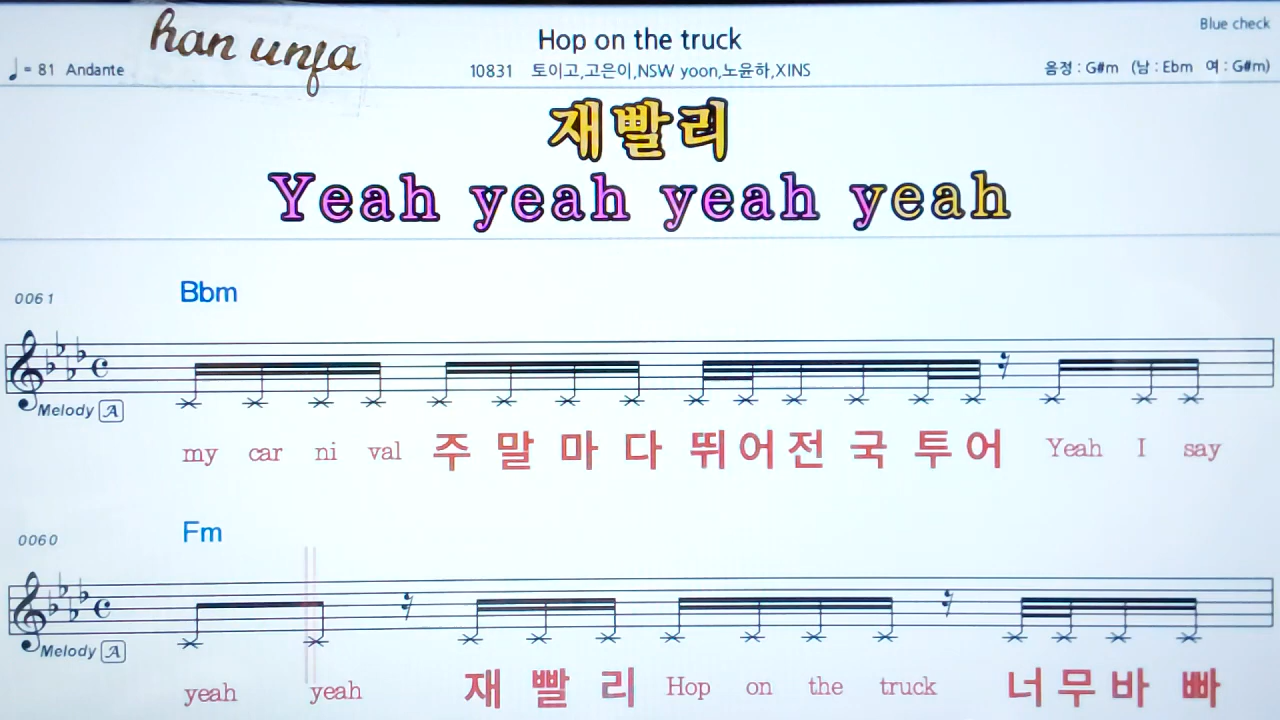 han unfa
Hop on the truck
Blue check
♩ = 81 Andante
10831 토이고,고은이,NSW yoon,노윤하,XINS
음정 : G#m (남 : Ebm 여 : G#m)
재빨리
Yeah yeah yeah yeah
0061 Bbm
Melody A
my car ni val 주 말 마 다 뛰 어 전 국 투 어 Yeah I say
0060 Fm
Melody A
yeah yeah 재 빨 리 Hop on the truck 너 무 바 빠